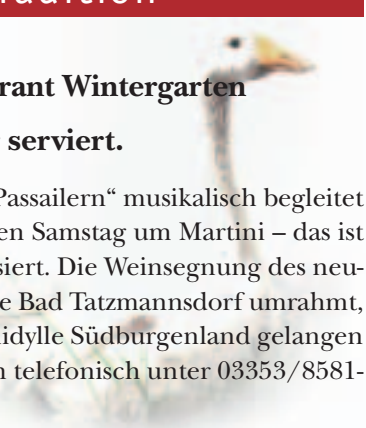 radition
rant Wintergarten
serviert.
Passailern“ musikalisch begleitet
en Samstag um Martini – das ist
siert. Die Weinsegnung des neu-
e Bad Tatzmannsdorf umrahmt,
idylle Südburgenland gelangen
telefonisch unter 03353/8581-